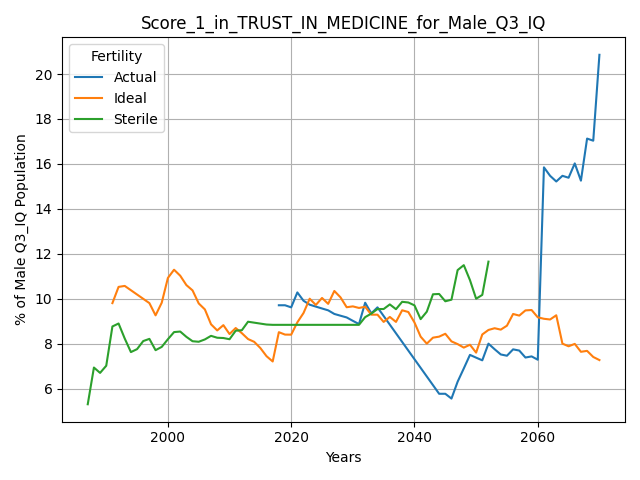 Score_1_in_TRUST_IN_MEDICINE_for_Male_Q3_IQ
Fertility
Actual
Ideal
Sterile
% of Male Q3_IQ Population
20
18
16
14
12
10
8
6
2000 2020 2040 2060
Years